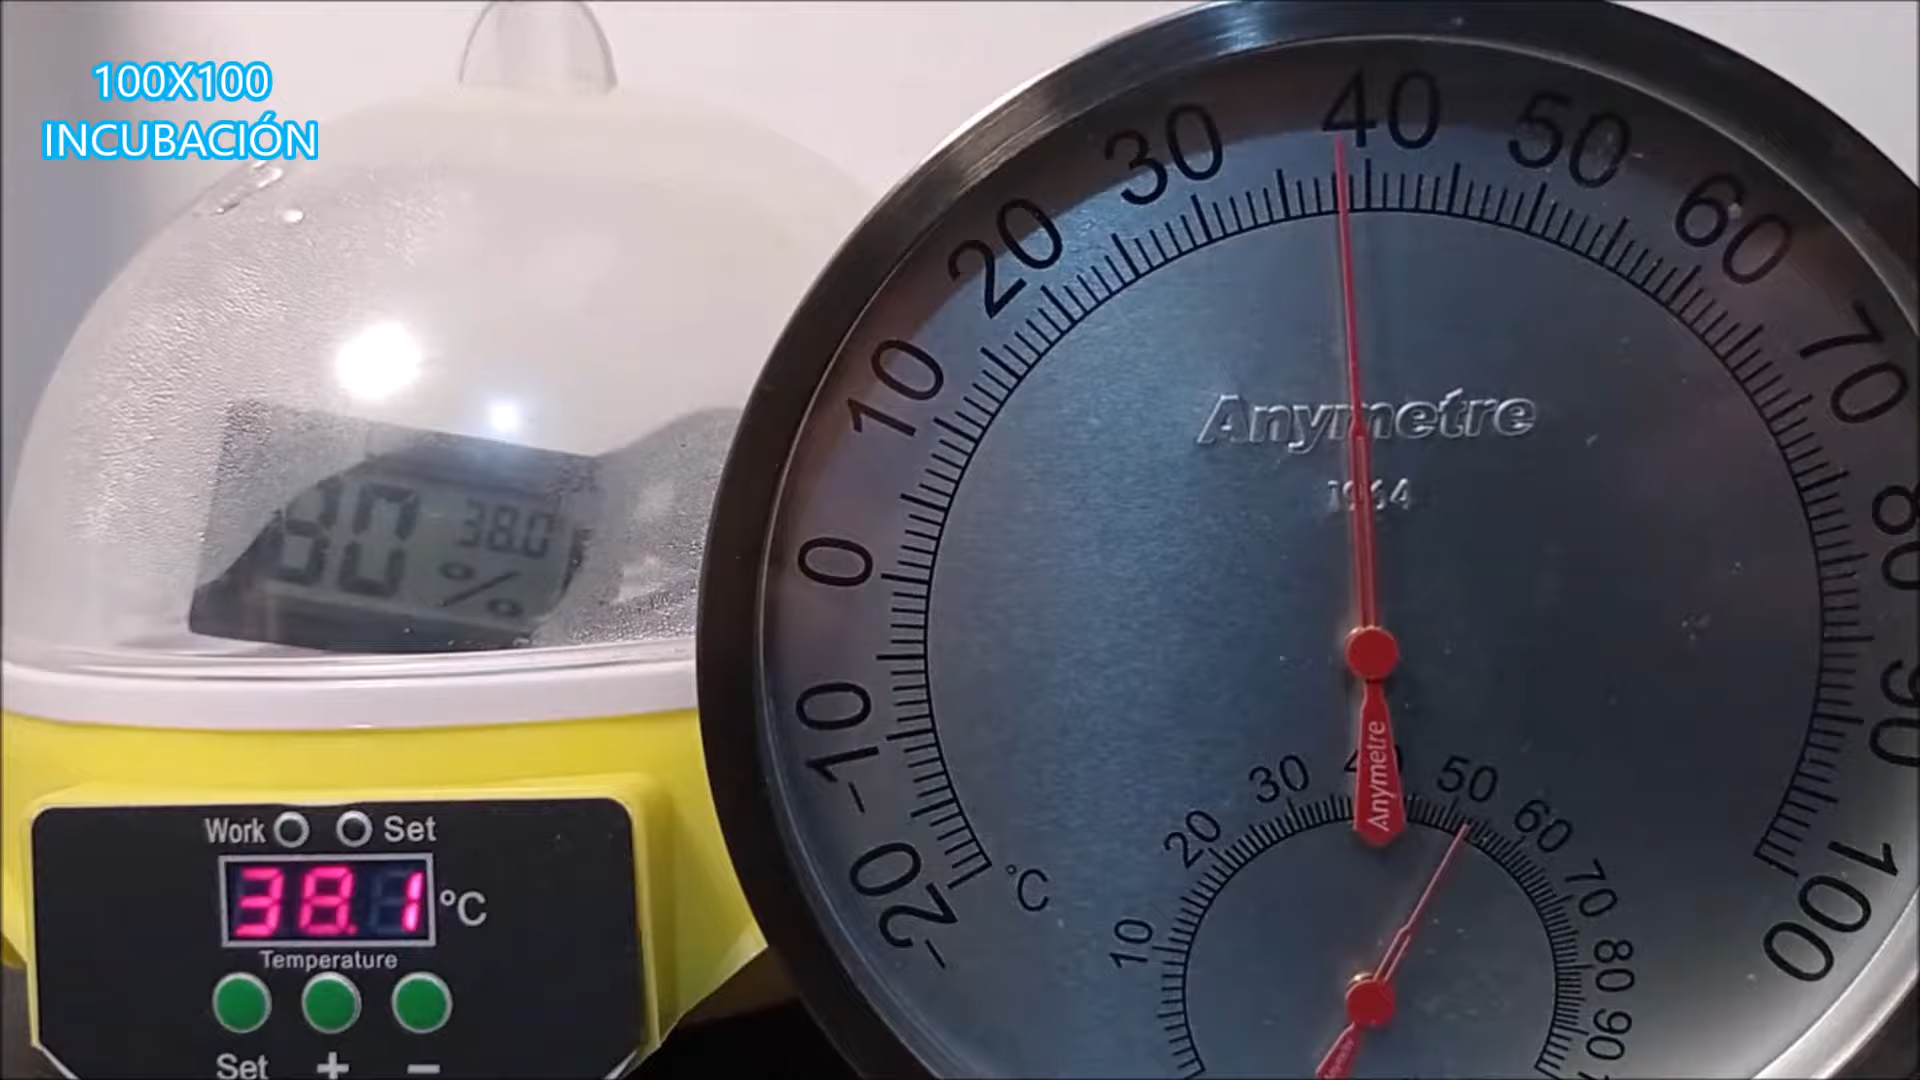 100X100
INCUBACIÓN
80 38.0
%
Work Set
38.1 °C
Temperature
Set + -
-20 -10 0 10 20 30 40 50 60 70 80 90 100
°C
Anymetre
1964
Anymetre
10 20 30 40 50 60 70 80 90